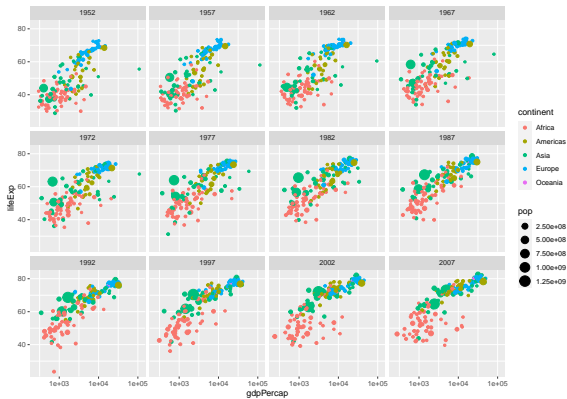 1952 1957 1962 1967
80
60
40
1972 1977 1982 1987
80
60
40
1992 1997 2002 2007
80
60
40
1e+03 1e+04 1e+05 1e+03 1e+04 1e+05 1e+03 1e+04 1e+05 1e+03 1e+04 1e+05
gdpPercap
lifeExp
continent
Africa
Americas
Asia
Europe
Oceania
pop
2.50e+08
5.00e+08
7.50e+08
1.00e+09
1.25e+09